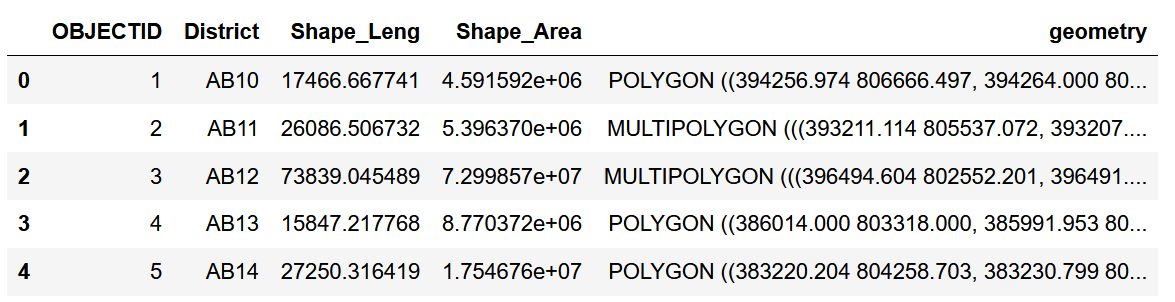 OBJECTID District Shape_Leng Shape_Area geometry
0 1 AB10 17466.667741 4.591592e+06 POLYGON ((394256.974 806666.497, 394264.000 80...
1 2 AB11 26086.506732 5.396370e+06 MULTIPOLYGON (((393211.114 805537.072, 393207....
2 3 AB12 73839.045489 7.299857e+07 MULTIPOLYGON (((396494.604 802552.201, 396491....
3 4 AB13 15847.217768 8.770372e+06 POLYGON ((386014.000 803318.000, 385991.953 80...
4 5 AB14 27250.316419 1.754676e+07 POLYGON ((383220.204 804258.703, 383230.799 80...